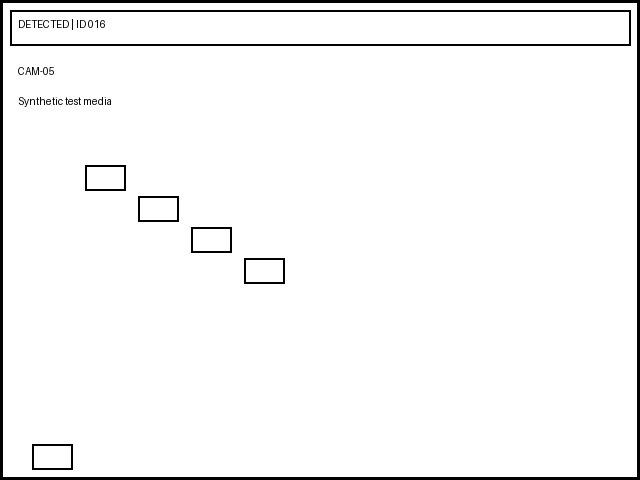 DETECTED | ID 016
CAM-05
Synthetic test media